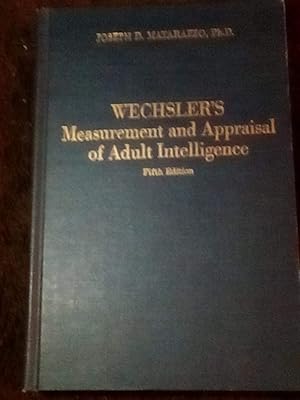 JOSEPH D. MATARAZZO, PH.D.
WECHSLER'S
Measurement and Appraisal
of Adult Intelligence
Fifth Edition